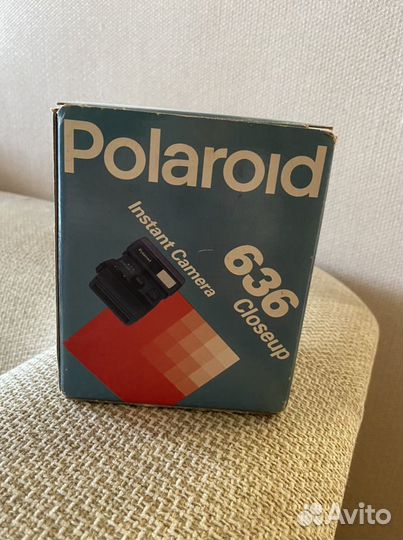 Polaroid
Instant Camera
636
Closeup
Avito